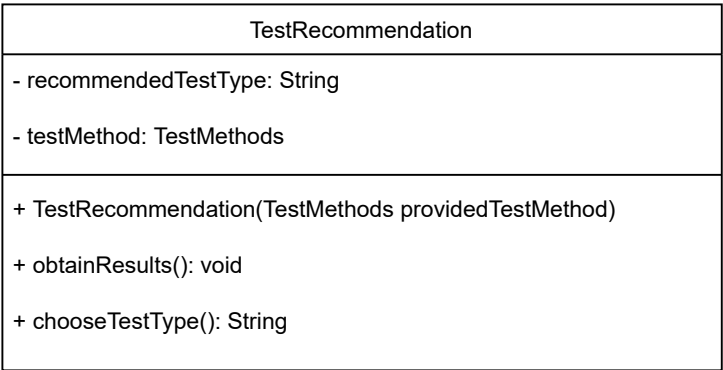 TestRecommendation
- recommendedTestType: String
- testMethod: TestMethods
+ TestRecommendation(TestMethods providedTestMethod)
+ obtainResults(): void
+ chooseTestType(): String